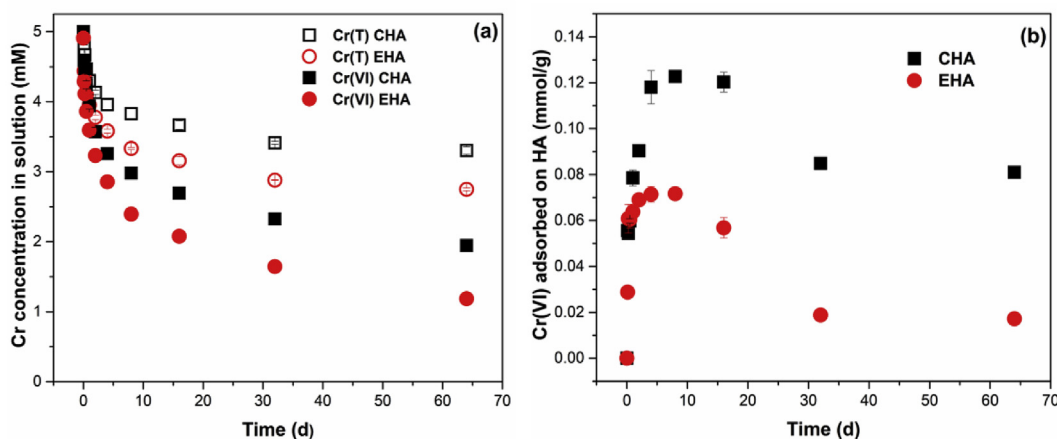 (a)
Cr(T) CHA
Cr(T) EHA
Cr(VI) CHA
Cr(VI) EHA
Cr concentration in solution (mM)
5
4
3
2
1
0
0 10 20 30 40 50 60 70
Time (d)
(b)
CHA
EHA
Cr(VI) adsorbed on HA (mmol/g)
0.14
0.12
0.10
0.08
0.06
0.04
0.02
0.00
0 10 20 30 40 50 60 70
Time (d)